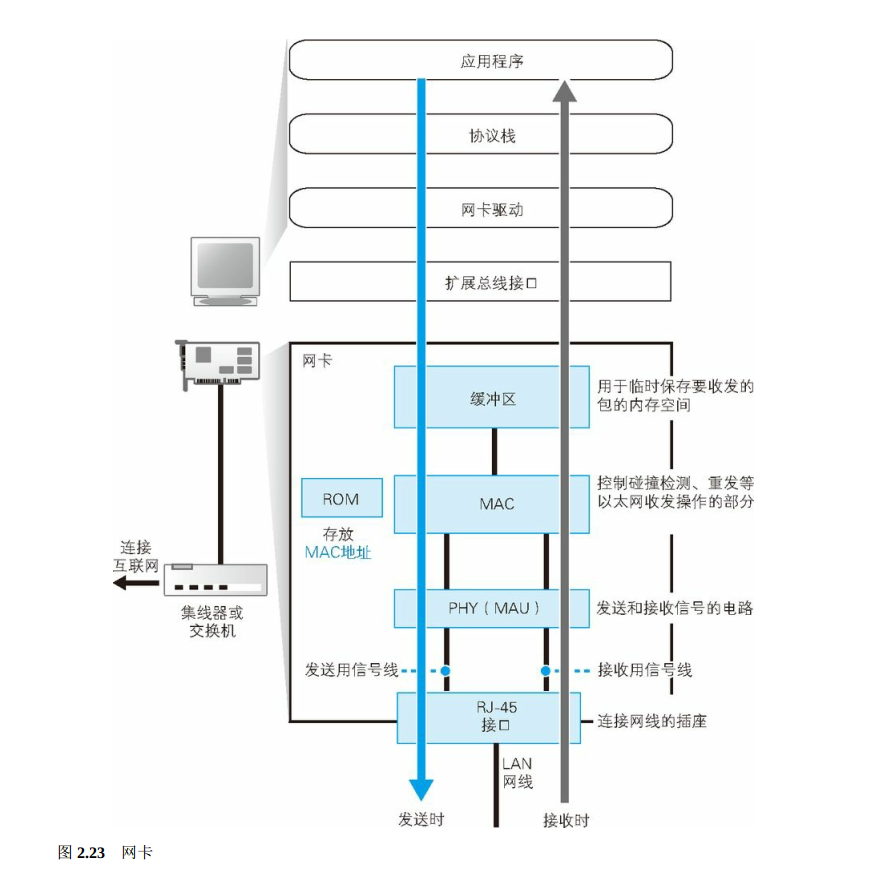 应用程序
协议栈
网卡驱动
扩展总线接口
网卡
缓冲区
用于临时保存要收发的
包的内存空间
ROM
存放
MAC地址
MAC
控制碰撞检测、重发等
以太网收发操作的部分
连接
互联网
集线器或
交换机
PHY（MAU）
发送和接收信号的电路
发送用信号线
接收用信号线
RJ-45
接口
连接网线的插座
LAN
网线
发送时
接收时
图 2.23 网卡